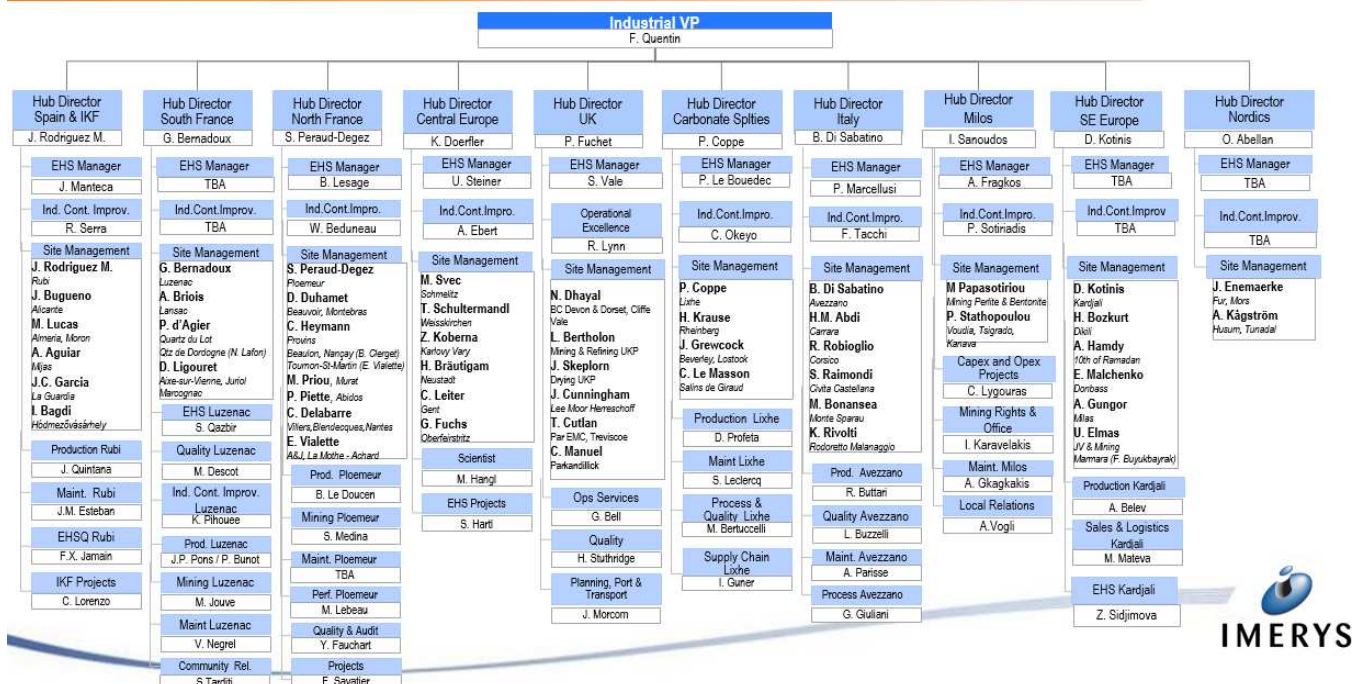 Industrial VP
F. Quentin
Hub Director
Spain & IKF
J. Rodriguez M.
EHS Manager
J. Manteca
Ind. Cont. Improv.
R. Serra
Site Management
J. Rodriguez M.
Rubi
J. Bugueno
Alicante
M. Lucas
Almeria, Moron
A. Aguiar
Mijas
J.C. Garcia
La Guardia
I. Bagdi
Hódmezővásárhely
Production Rubi
J. Quintana
Maint. Rubi
J.M. Esteban
EHSQ Rubi
F.X. Jamain
IKF Projects
C. Lorenzo
Hub Director
South France
G. Bernadoux
EHS Manager
TBA
Ind.Cont.Improv.
TBA
Site Management
G. Bernadoux
Luzenac
A. Briois
Lansac
P. d'Agier
Quartz du Lot
Qtz de Dordogne (N. Lafon)
D. Ligouret
Aixe-sur-Vienne, Juriol
Marcognac
EHS Luzenac
S. Qazbir
Quality Luzenac
M. Descot
Ind. Cont. Improv.
Luzenac
K. Pihouee
Prod. Luzenac
J.P. Pons / P. Bunot
Mining Luzenac
M. Jouve
Maint Luzenac
V. Negrel
Community Rel.
S.Tarditi
Hub Director
North France
S. Peraud-Degez
EHS Manager
B. Lesage
Ind.Cont.Impro.
W. Beduneau
Site Management
S. Peraud-Degez
Ploemeur
D. Duhamet
Beauvoir, Montebras
C. Heymann
Provins
Beaulon, Nançay (B. Clerget)
Tournon-St-Martin (E. Vialette)
M. Priou, Murat
P. Piette, Abidos
C. Delabarre
Villers,Blendecques,Nantes
E. Vialette
A&J, La Mothe - Achard
Prod. Ploemeur
B. Le Doucen
Mining Ploemeur
S. Medina
Maint. Ploemeur
TBA
Perf. Ploemeur
M. Lebeau
Quality & Audit
Y. Fauchart
Projects
F. Savatier
Hub Director
Central Europe
K. Doerfler
EHS Manager
U. Steiner
Ind.Cont.Impro.
A. Ebert
Site Management
M. Svec
Schmelitz
T. Schultermandl
Weisskirchen
Z. Koberna
Karlovy Vary
H. Bräutigam
Neustadt
C. Leiter
Gent
G. Fuchs
Oberfeistritz
Scientist
M. Hangl
EHS Projects
S. Hartl
Hub Director
UK
P. Fuchet
EHS Manager
S. Vale
Operational
Excellence
R. Lynn
Site Management
N. Dhayal
BC Devon & Dorset, Cliffe
Vale
L. Bertholon
Mining & Refining UKP
J. Skeplorn
Drying UKP
J. Cunningham
Lee Moor Herreschoff
T. Cutlan
Par EMC, Treviscoe
C. Manuel
Parkandillick
Ops Services
G. Bell
Quality
H. Stuthridge
Planning, Port &
Transport
J. Morcom
Hub Director
Carbonate Splties
P. Coppe
EHS Manager
P. Le Bouedec
Ind.Cont.Impro.
C. Okeyo
Site Management
P. Coppe
Lixhe
H. Krause
Rheinberg
J. Grewcock
Beverley, Lostock
C. Le Masson
Salins de Giraud
Production Lixhe
D. Profeta
Maint Lixhe
S. Leclercq
Process &
Quality Lixhe
M. Bertuccelli
Supply Chain
Lixhe
I. Guner
Hub Director
Italy
B. Di Sabatino
EHS Manager
P. Marcellusi
Ind.Cont.Impro.
F. Tacchi
Site Management
B. Di Sabatino
Avezzano
H.M. Abdi
Carrara
R. Robioglio
Corsico
S. Raimondi
Civita Castellana
M. Bonansea
Monte Sparau
K. Rivolti
Rodoretto Malanaggio
Prod. Avezzano
R. Buttari
Quality Avezzano
L. Buzzelli
Maint. Avezzano
A. Parisse
Process Avezzano
G. Giuliani
Hub Director
Milos
I. Sanoudos
EHS Manager
A. Fragkos
Ind.Cont.Impro.
P. Sotiriadis
Site Management
M Papasotiriou
Mining Perlite & Bentonite
P. Stathopoulou
Voudia, Tsigrado,
Kanava
Capex and Opex
Projects
C. Lygouras
Mining Rights &
Office
I. Karavelakis
Maint. Milos
A. Gkagkakis
Local Relations
A.Vogli
Hub Director
SE Europe
D. Kotinis
EHS Manager
TBA
Ind.Cont.Improv
TBA
Site Management
D. Kotinis
Kardjali
H. Bozkurt
Dikili
A. Hamdy
10th of Ramadan
E. Malchenko
Donbass
A. Gungor
Milas
U. Elmas
JV & Mining
Marmara (F. Buyukbayrak)
Production Kardjali
A. Belev
Sales & Logistics
Kardjali
M. Mateva
EHS Kardjali
Z. Sidjimova
Hub Director
Nordics
O. Abellan
EHS Manager
TBA
Ind.Cont.Improv.
TBA
Site Management
J. Enemaerke
Fur, Mors
A. Kågström
Husum, Tunadal
IMERYS